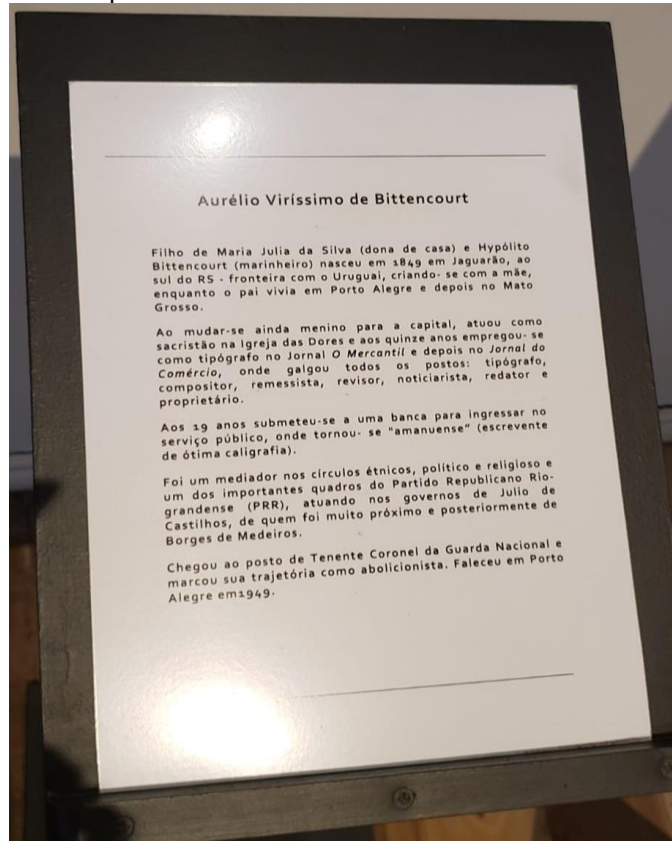 Aurélio Viríssimo de Bittencourt
Filho de Maria Julia da Silva (dona de casa) e Hypólito
Bittencourt (marinheiro) nasceu em 1849 em Jaguarão, ao
sul do RS - fronteira com o Uruguai, criando- se com a mãe,
enquanto o pai vivia em Porto Alegre e depois no Mato
Grosso.
Ao mudar-se ainda menino para a capital, atuou como
sacristão na Igreja das Dores e aos quinze anos empregou- se
como tipógrafo no Jornal O Mercantil e depois no Jornal do
Comércio, onde galgou todos os postos: tipógrafo,
compositor, remessista, revisor, noticiarista, redator e
proprietário.
Aos 19 anos submeteu-se a uma banca para ingressar no
serviço público, onde tornou- se "amanuense" (escrevente
de ótima caligrafia).
Foi um mediador nos círculos étnicos, político e religioso e
um dos importantes quadros do Partido Republicano Rio-
grandense (PRR), atuando nos governos de Julio de
Castilhos, de quem foi muito próximo e posteriormente de
Borges de Medeiros.
Chegou ao posto de Tenente Coronel da Guarda Nacional e
marcou sua trajetória como abolicionista. Faleceu em Porto
Alegre em1949.